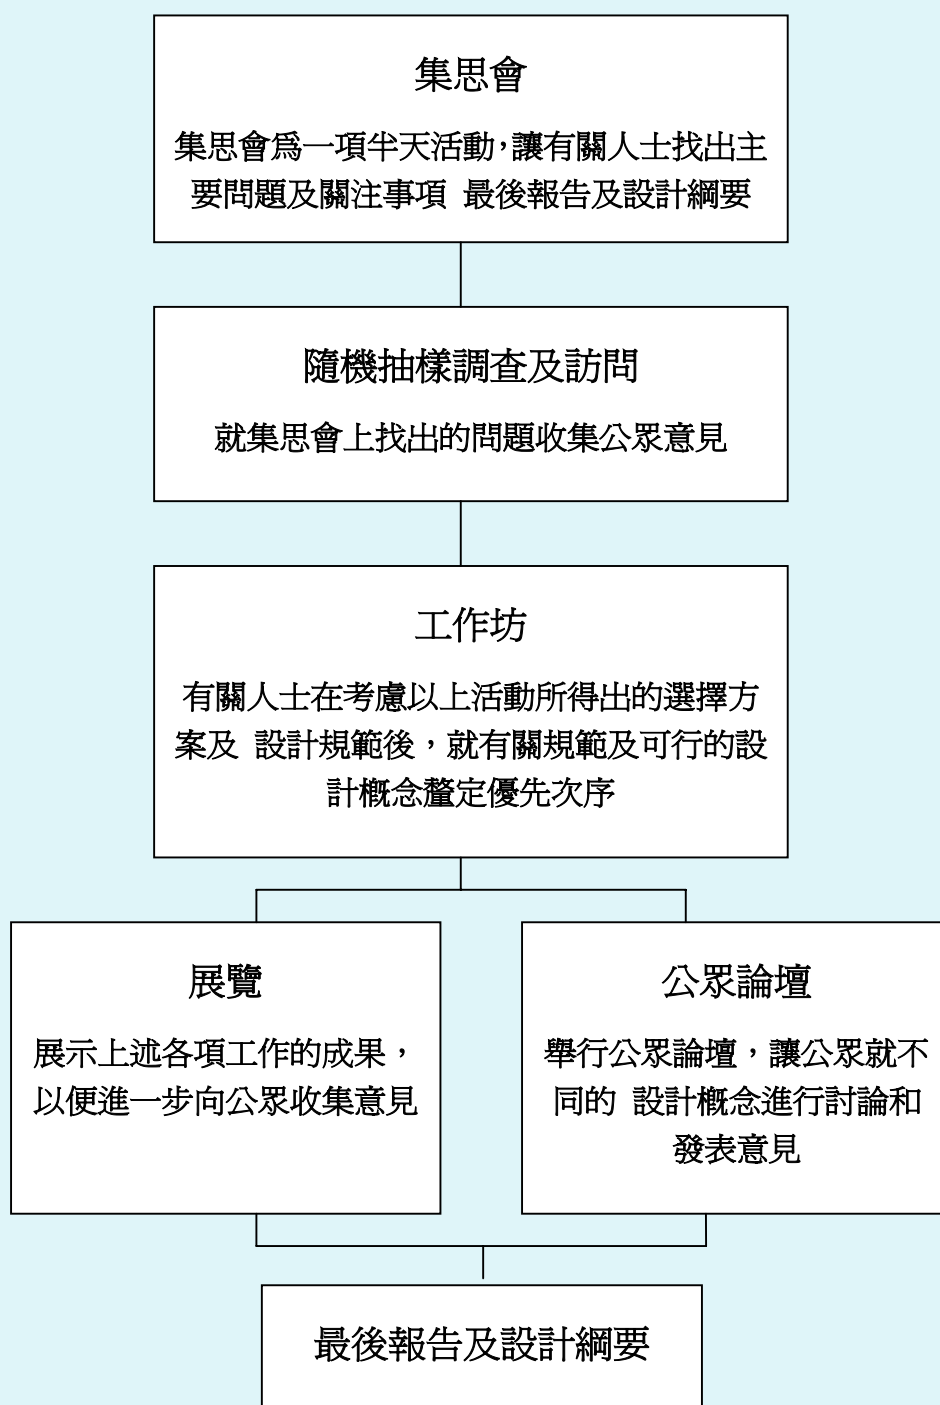 集思會
集思會爲一項半天活動，讓有關人士找出主
要問題及關注事項 最後報告及設計綱要
隨機抽樣調查及訪問
就集思會上找出的問題收集公眾意見
工作坊
有關人士在考慮以上活動所得出的選擇方
案及 設計規範後，就有關規範及可行的設
計概念釐定優先次序
展覽
展示上述各項工作的成果，
以便進一步向公眾收集意見
公眾論壇
舉行公眾論壇，讓公眾就不
同的 設計概念進行討論和
發表意見
最後報告及設計綱要